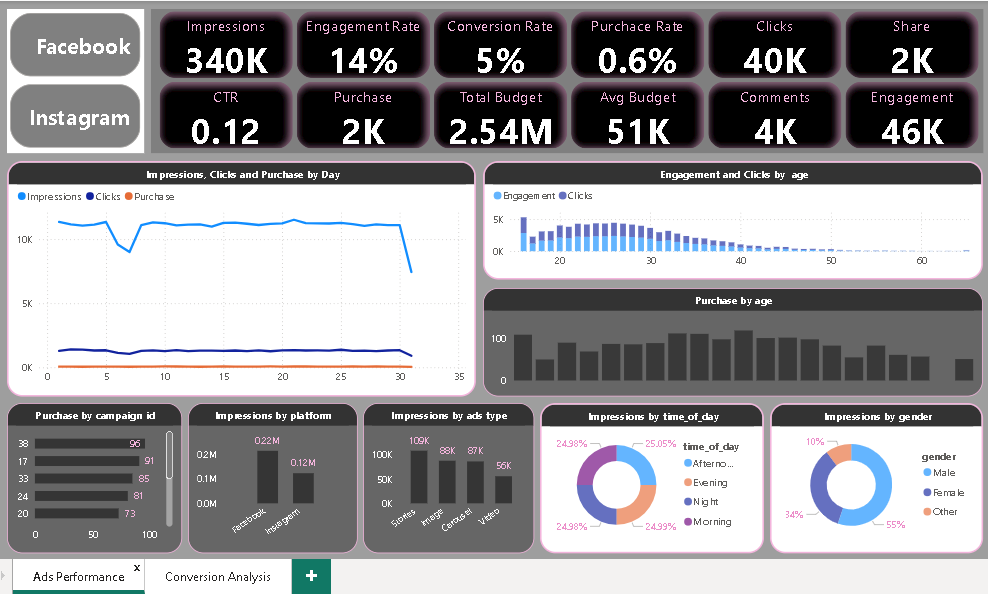 Facebook
Instagram
Impressions
340K
Engagement Rate
14%
Conversion Rate
5%
Purchace Rate
0.6%
Clicks
40K
Share
2K
CTR
0.12
Purchase
2K
Total Budget
2.54M
Avg Budget
51K
Comments
4K
Engagement
46K
Impressions, Clicks and Purchase by Day
Impressions Clicks Purchase
10K
5K
0K
0 5 10 15 20 25 30 35
Engagement and Clicks by age
Engagement Clicks
5K
0K
20 30 40 50 60
Purchase by age
100
0
Purchase by campaign id
38 96
17 91
33 85
24 81
20 73
0 50 100
Impressions by platform
0.2M
0.1M
0.0M
0.22M
0.12M
Facebook
Instagram
Impressions by ads type
100K
50K
0K
109K
88K
87K
56K
Stories
Image
Carousel
Video
Impressions by time_of_day
24.98%
25.05%
24.98%
24.99%
time_of_day
Afterno...
Evening
Night
Morning
Impressions by gender
10%
34%
55%
gender
Male
Female
Other
Ads Performance x
Conversion Analysis
+